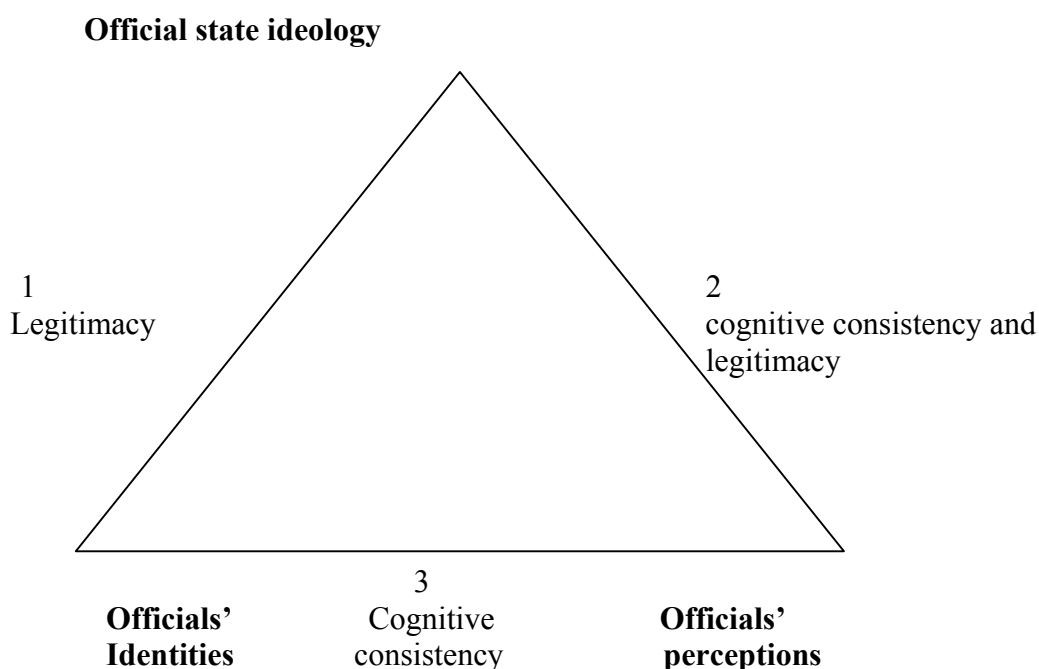 Official state ideology
1
Legitimacy
2
cognitive consistency and
legitimacy
3
Officials’
Identities
Cognitive
consistency
Officials’
perceptions